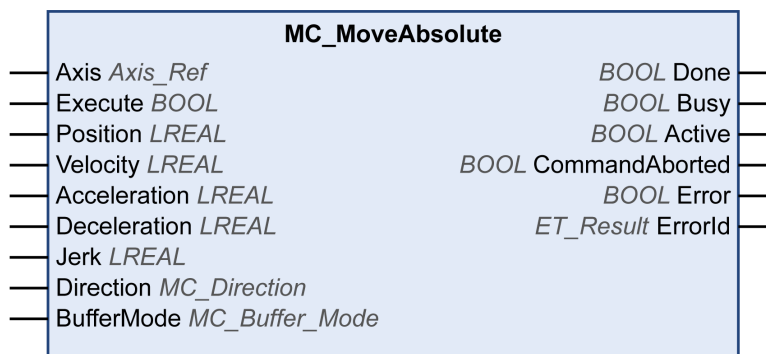 MC_MoveAbsolute
Axis Axis_Ref BOOL Done
Execute BOOL BOOL Busy
Position LREAL BOOL Active
Velocity LREAL BOOL CommandAborted
Acceleration LREAL BOOL Error
Deceleration LREAL ET_Result ErrorId
Jerk LREAL
Direction MC_Direction
BufferMode MC_Buffer_Mode